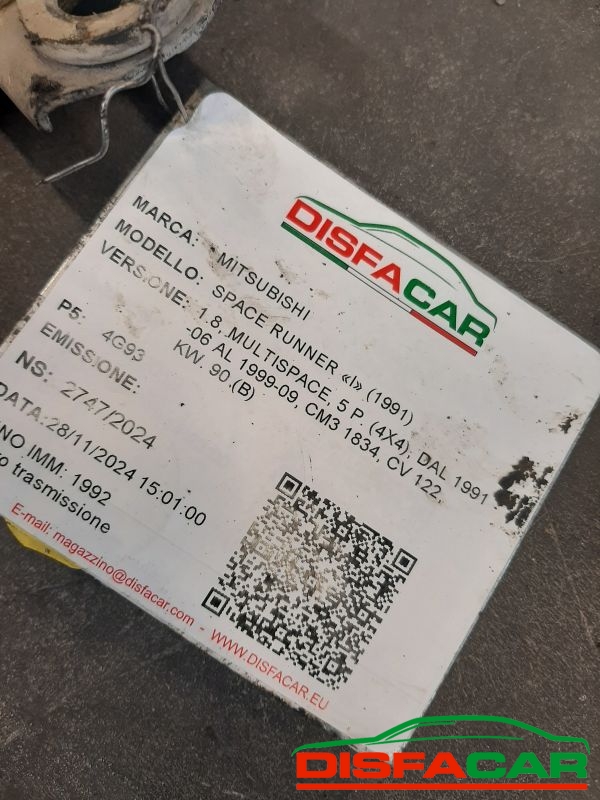 DISFACAR
MARCA: MITSUBISHI
MODELLO: SPACE RUNNER «I» (1991)
VERSIONE: 1.8, MULTISPACE, 5 P. (4X4), DAL 1991
-06 AL 1999-09, CM3 1834, CV 122,
KW. 90,(B)
P5: 4G93
EMISSIONE:
NS: 2747/2024
DATA:28/11/2024 15:01:00
NO IMM: 1992
ro trasmissione
E-mail: magazzino@disfacar.com - WWW.DISFACAR.EU
DISFACAR